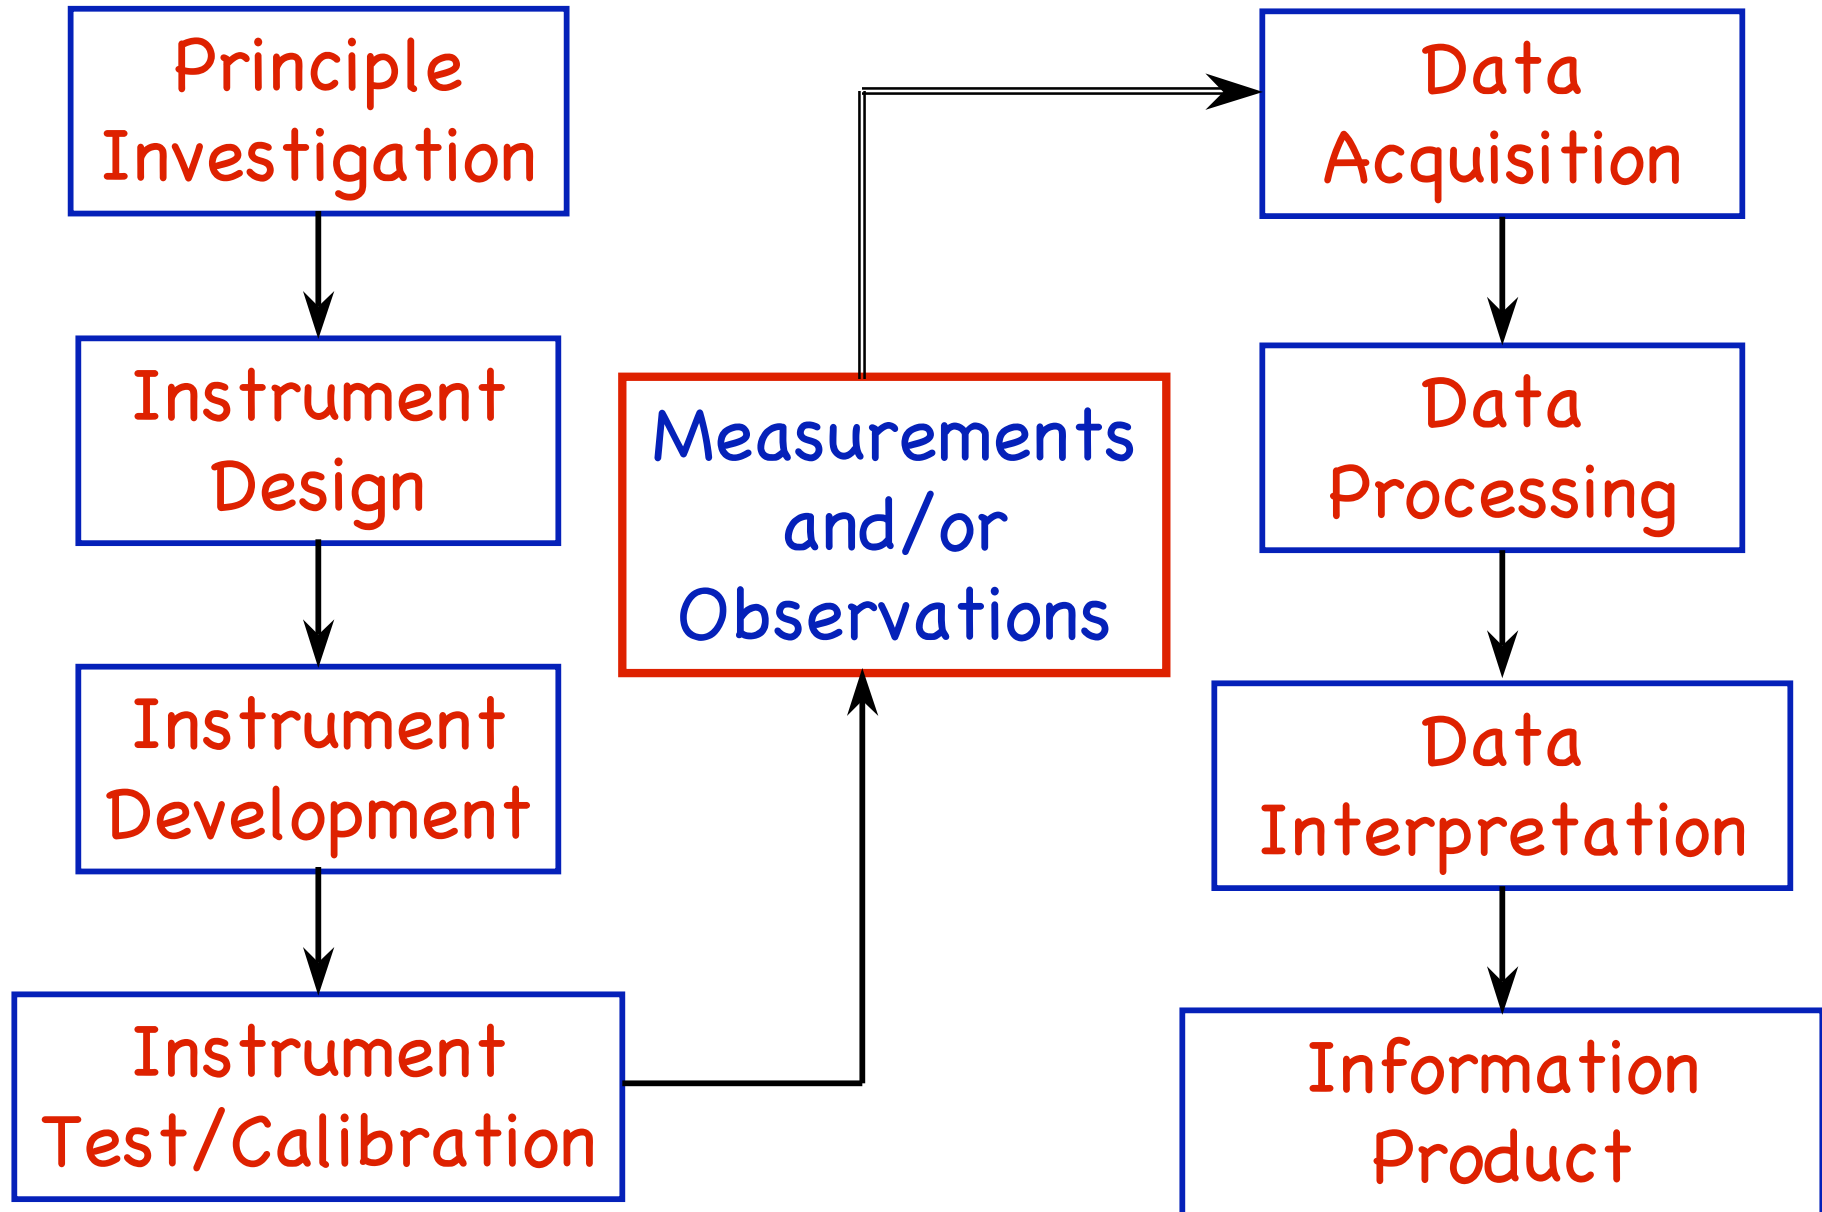 Principle
Investigation
Instrument
Design
Instrument
Development
Instrument
Test/Calibration
Measurements
and/or
Observations
Data
Acquisition
Data
Processing
Data
Interpretation
Information
Product